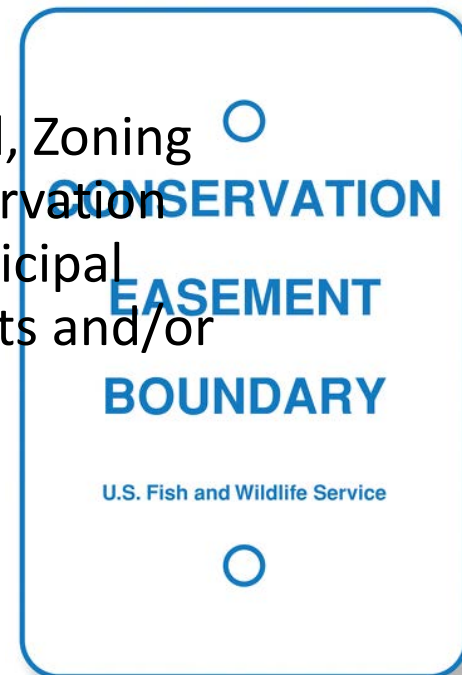 l, Zoning
rvation
icipal
ts and/or
CONSERVATION
EASEMENT
BOUNDARY
U.S. Fish and Wildlife Service